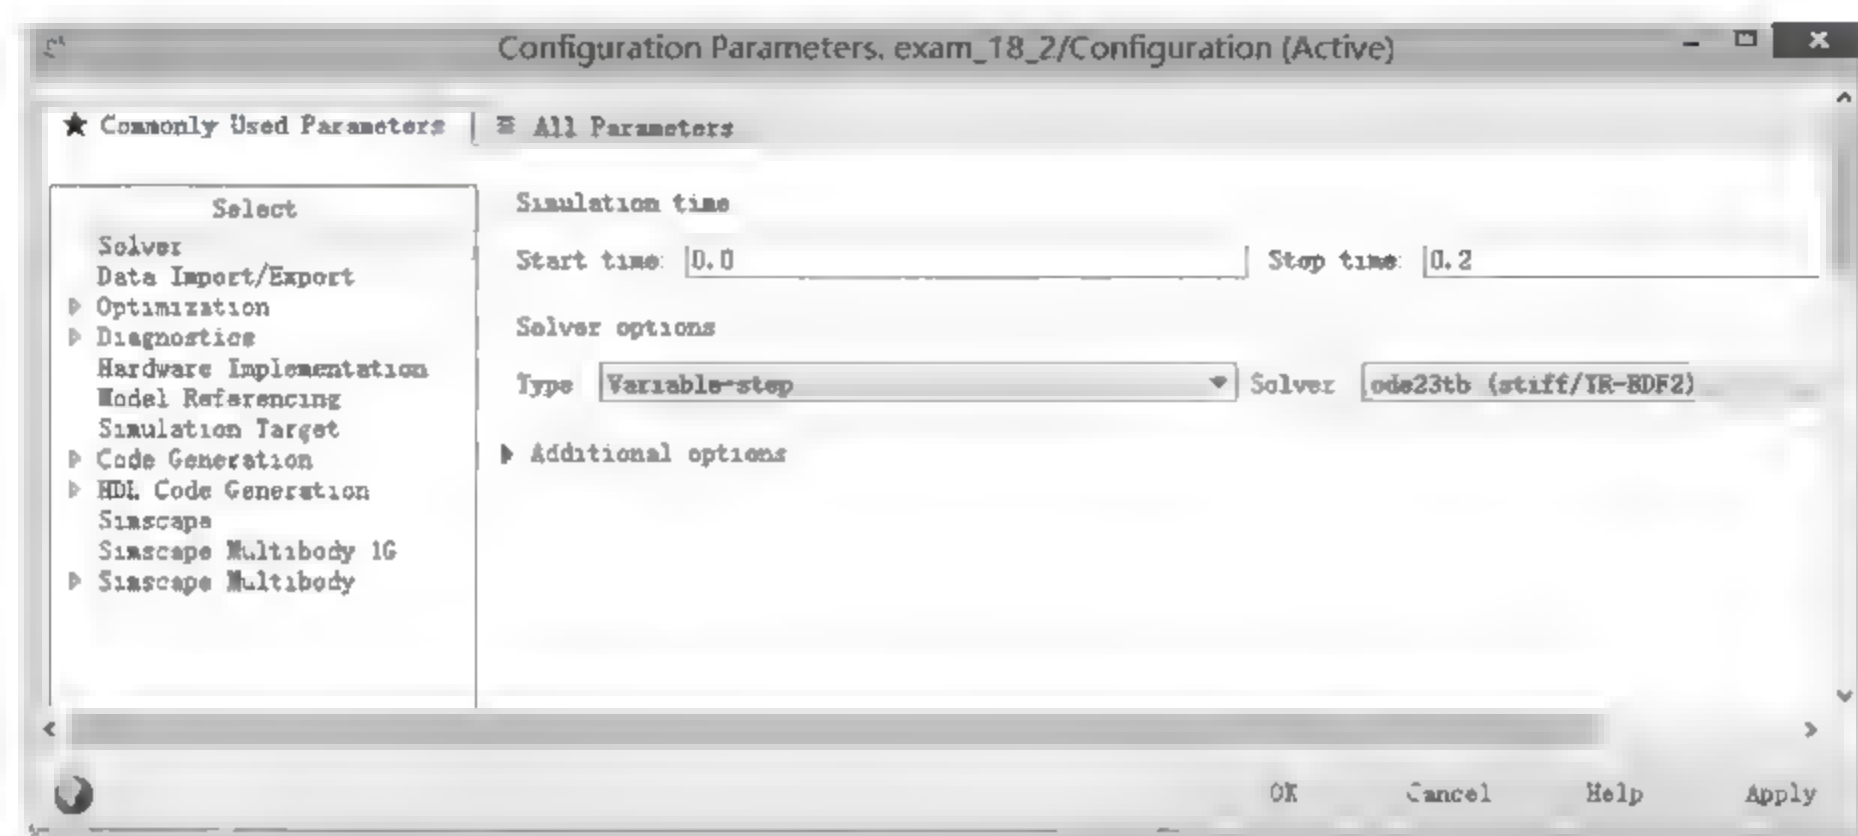 Configuration Parameters. exam_18_2/Configuration (Active)
★ Commonly Used Parameters
All Parameters
Select
Solver
Data Import/Export
Optimization
Diagnostics
Hardware Implementation
Model Referencing
Simulation Target
Code Generation
HDL Code Generation
Simscape
Simscape Multibody 1G
Simscape Multibody
Simulation time
Start time: 0.0 Stop time: 0.2
Solver options
Type Variable-step Solver ode23tb (stiff/TR-BDF2)
Additional options
OK Cancel Help Apply